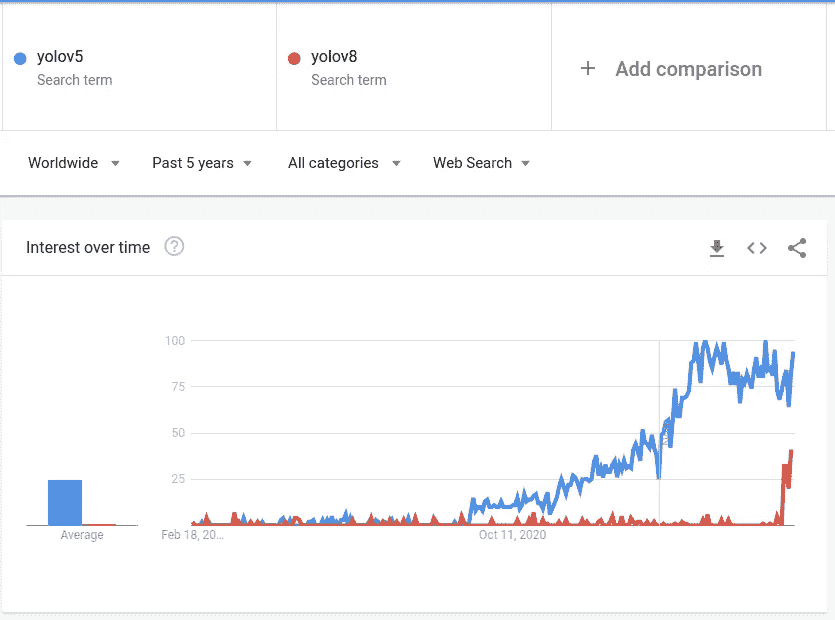 yolov5
Search term
yolov8
Search term
+ Add comparison
Worldwide
Past 5 years
All categories
Web Search
Interest over time ?
100
75
50
25
Average
Feb 18, 20...
Oct 11, 2020